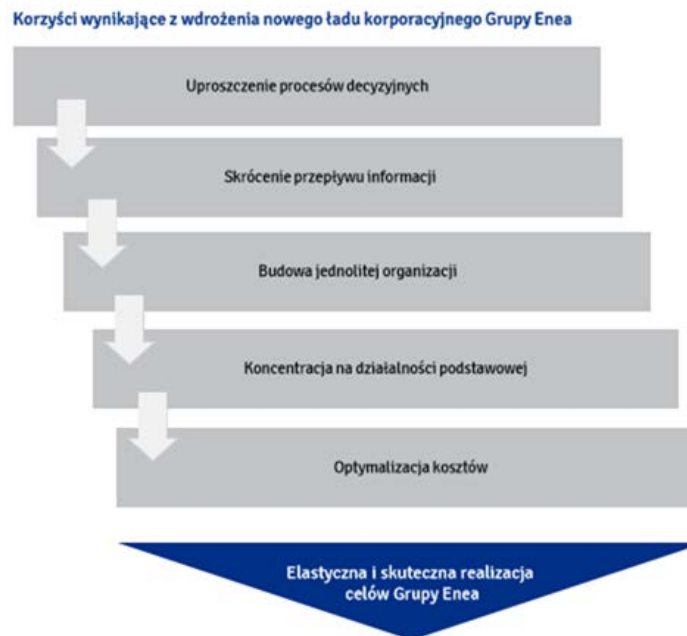 Korzyści wynikające z wdrożenia nowego ładu korporacyjnego Grupy Enea
Uproszczenie procesów decyzyjnych
Skrócenie przepływu informacji
Budowa jednolitej organizacji
Koncentracja na działalności podstawowej
Optymalizacja kosztów
Elastyczna i skuteczna realizacja
celów Grupy Enea